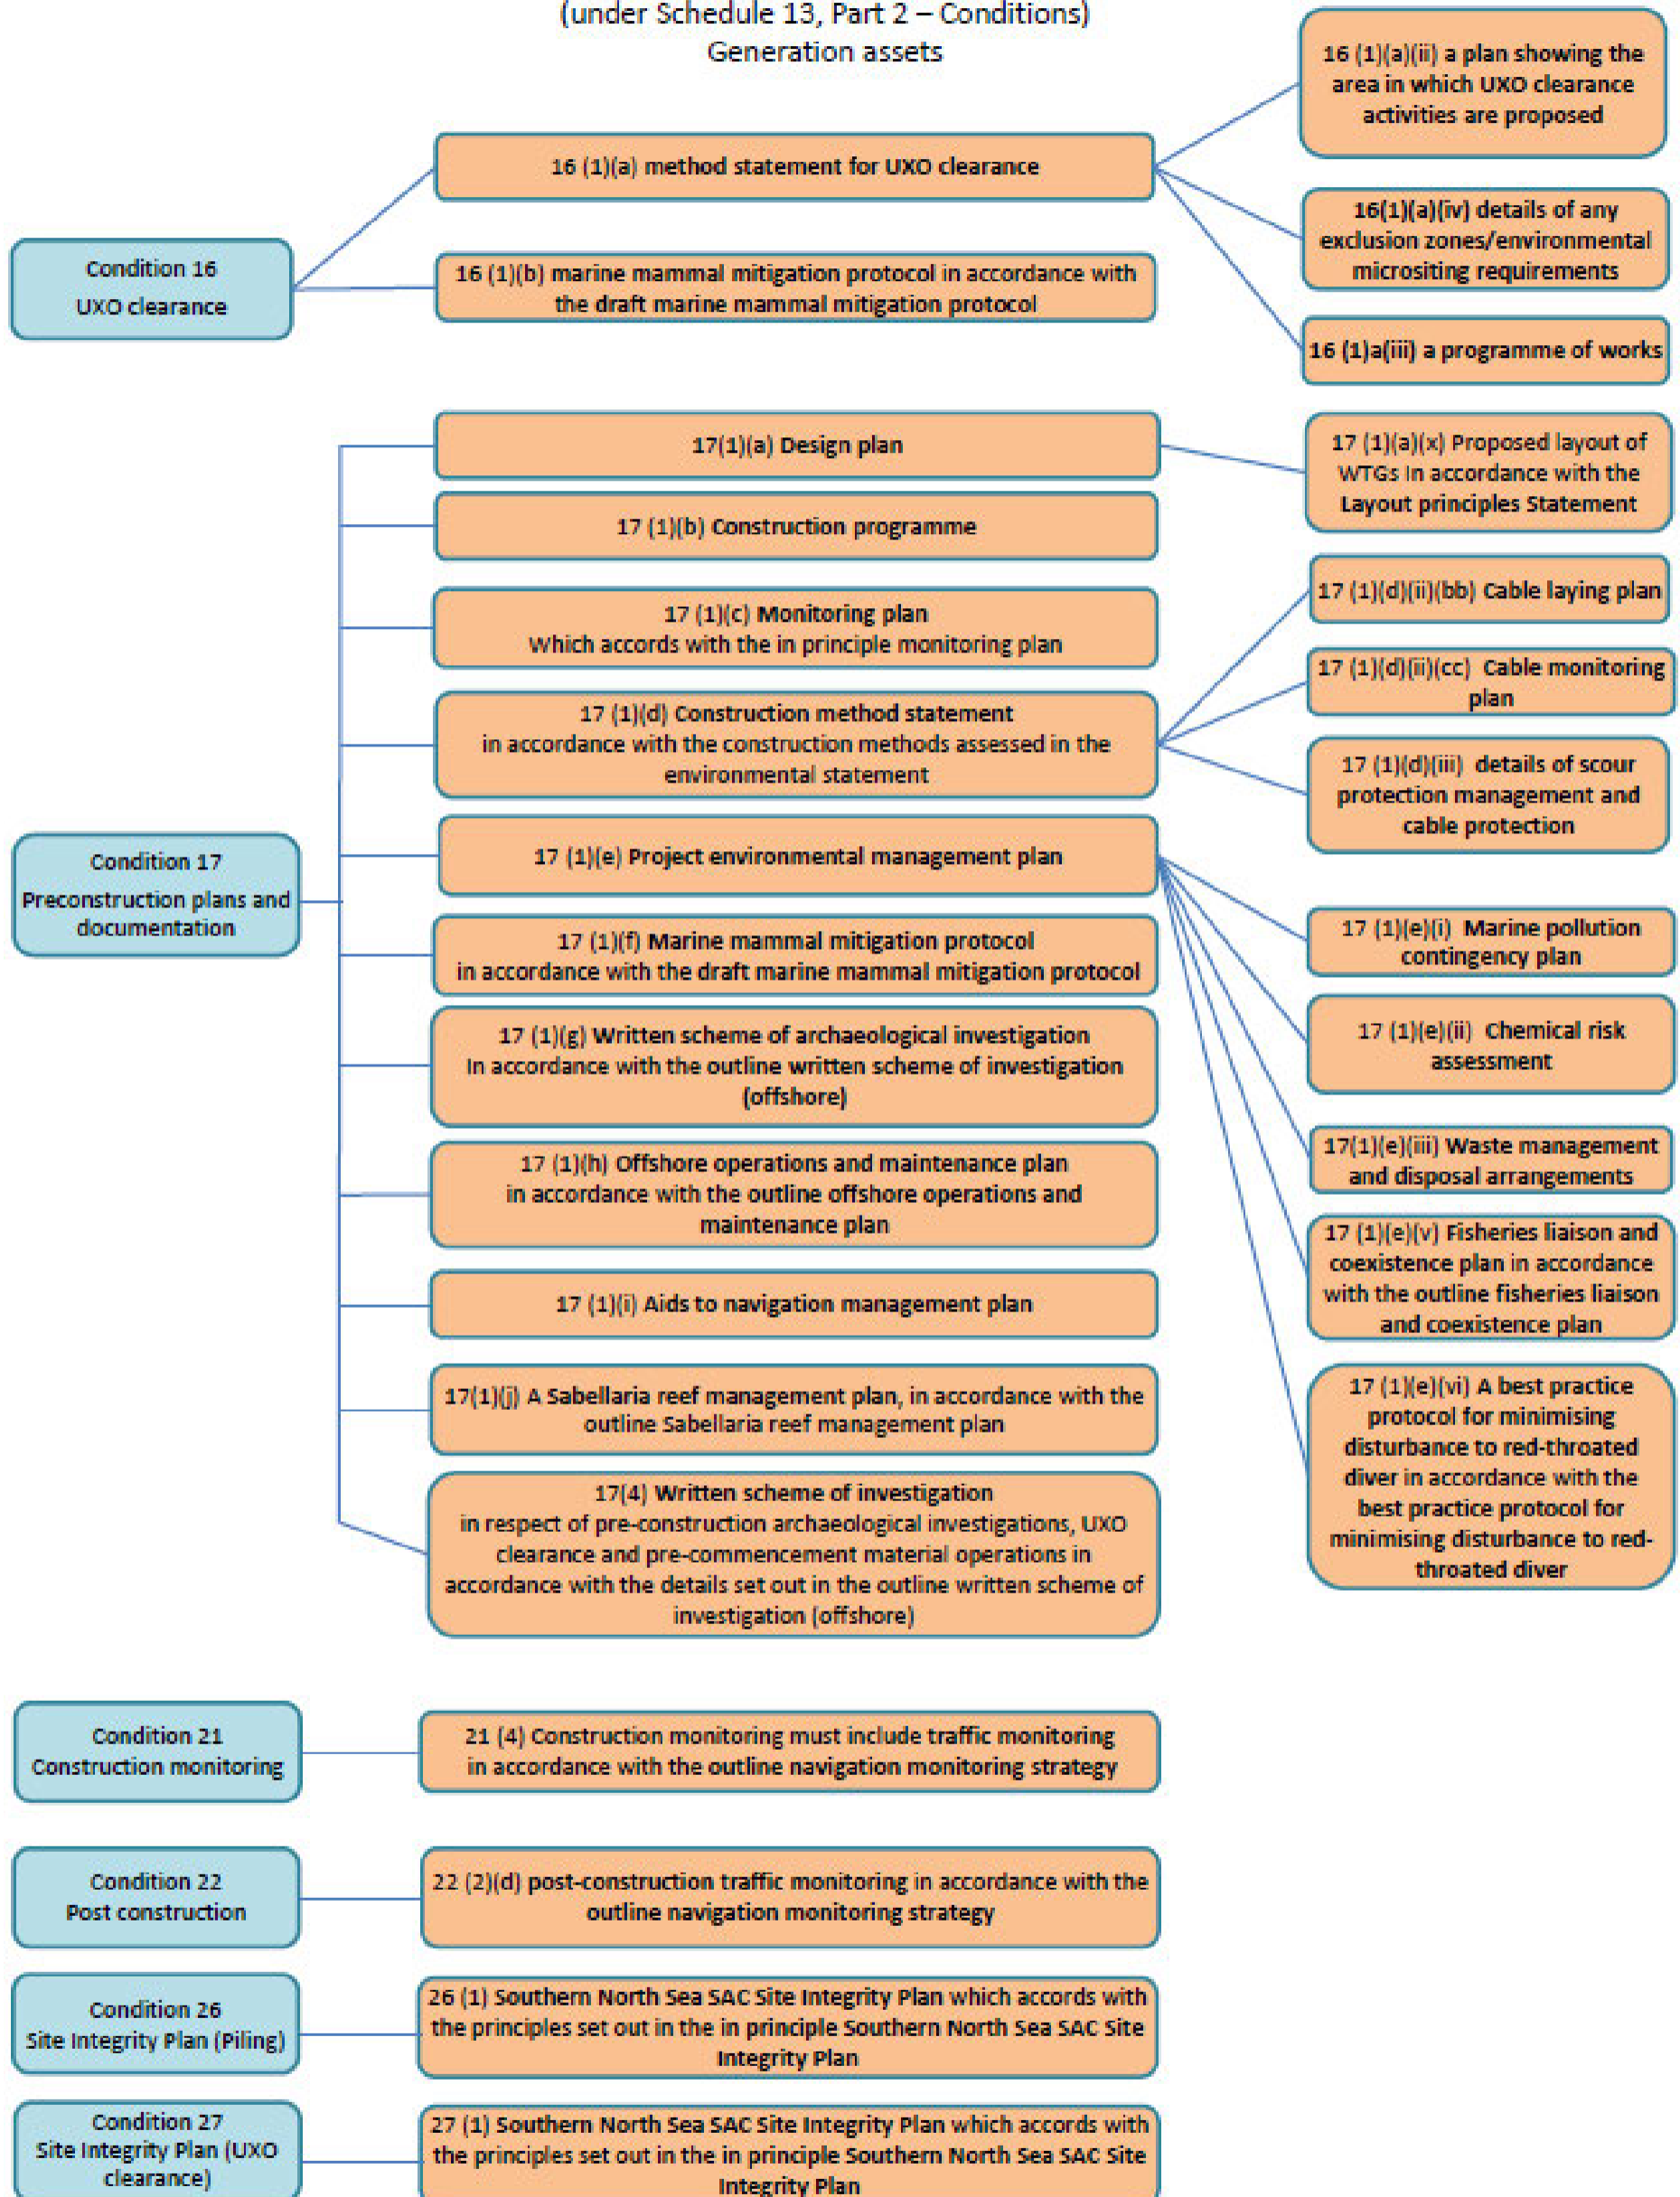 (under Schedule 13, Part 2 – Conditions)
Generation assets
Condition 16
UXO clearance
16 (1)(a) method statement for UXO clearance
16 (1)(b) marine mammal mitigation protocol in accordance with
the draft marine mammal mitigation protocol
16 (1)(a)(ii) a plan showing the
area in which UXO clearance
activities are proposed
16(1)(a)(iv) details of any
exclusion zones/environmental
micrositing requirements
16 (1)a(iii) a programme of works
Condition 17
Preconstruction plans and
documentation
17(1)(a) Design plan
17 (1)(b) Construction programme
17 (1)(c) Monitoring plan
Which accords with the in principle monitoring plan
17 (1)(d) Construction method statement
in accordance with the construction methods assessed in the
environmental statement
17 (1)(e) Project environmental management plan
17 (1)(f) Marine mammal mitigation protocol
in accordance with the draft marine mammal mitigation protocol
17 (1)(g) Written scheme of archaeological investigation
In accordance with the outline written scheme of investigation
(offshore)
17 (1)(h) Offshore operations and maintenance plan
in accordance with the outline offshore operations and
maintenance plan
17 (1)(i) Aids to navigation management plan
17(1)(j) A Sabellaria reef management plan, in accordance with the
outline Sabellaria reef management plan
17(4) Written scheme of investigation
in respect of pre-construction archaeological investigations, UXO
clearance and pre-commencement material operations in
accordance with the details set out in the outline written scheme of
investigation (offshore)
17 (1)(a)(x) Proposed layout of
WTGs In accordance with the
Layout principles Statement
17 (1)(d)(ii)(bb) Cable laying plan
17 (1)(d)(ii)(cc) Cable monitoring
plan
17 (1)(d)(iii) details of scour
protection management and
cable protection
17 (1)(e)(i) Marine pollution
contingency plan
17 (1)(e)(ii) Chemical risk
assessment
17(1)(e)(iii) Waste management
and disposal arrangements
17 (1)(e)(v) Fisheries liaison and
coexistence plan in accordance
with the outline fisheries liaison
and coexistence plan
17 (1)(e)(vi) A best practice
protocol for minimising
disturbance to red-throated
diver in accordance with the
best practice protocol for
minimising disturbance to red-
throated diver
Condition 21
Construction monitoring
21 (4) Construction monitoring must include traffic monitoring
in accordance with the outline navigation monitoring strategy
Condition 22
Post construction
22 (2)(d) post-construction traffic monitoring in accordance with the
outline navigation monitoring strategy
Condition 26
Site Integrity Plan (Piling)
26 (1) Southern North Sea SAC Site Integrity Plan which accords with
the principles set out in the in principle Southern North Sea SAC Site
Integrity Plan
Condition 27
Site Integrity Plan (UXO
clearance)
27 (1) Southern North Sea SAC Site Integrity Plan which accords with
the principles set out in the in principle Southern North Sea SAC Site
Integrity Plan